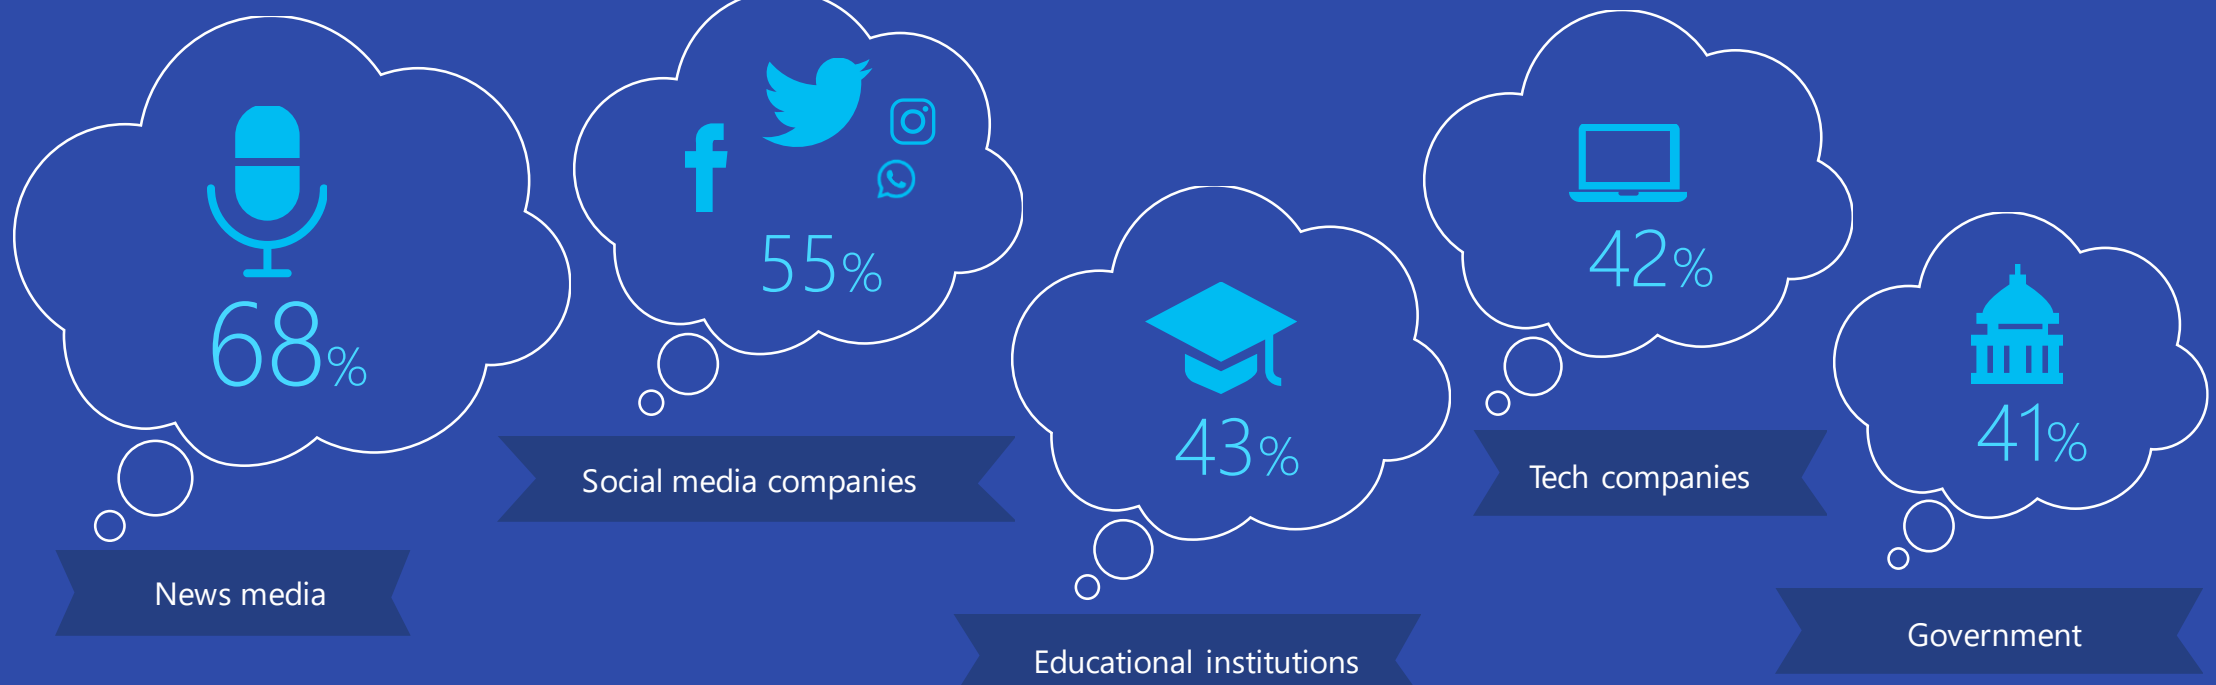 68%
News media
55%
Social media companies
43%
Educational institutions
42%
Tech companies
41%
Government